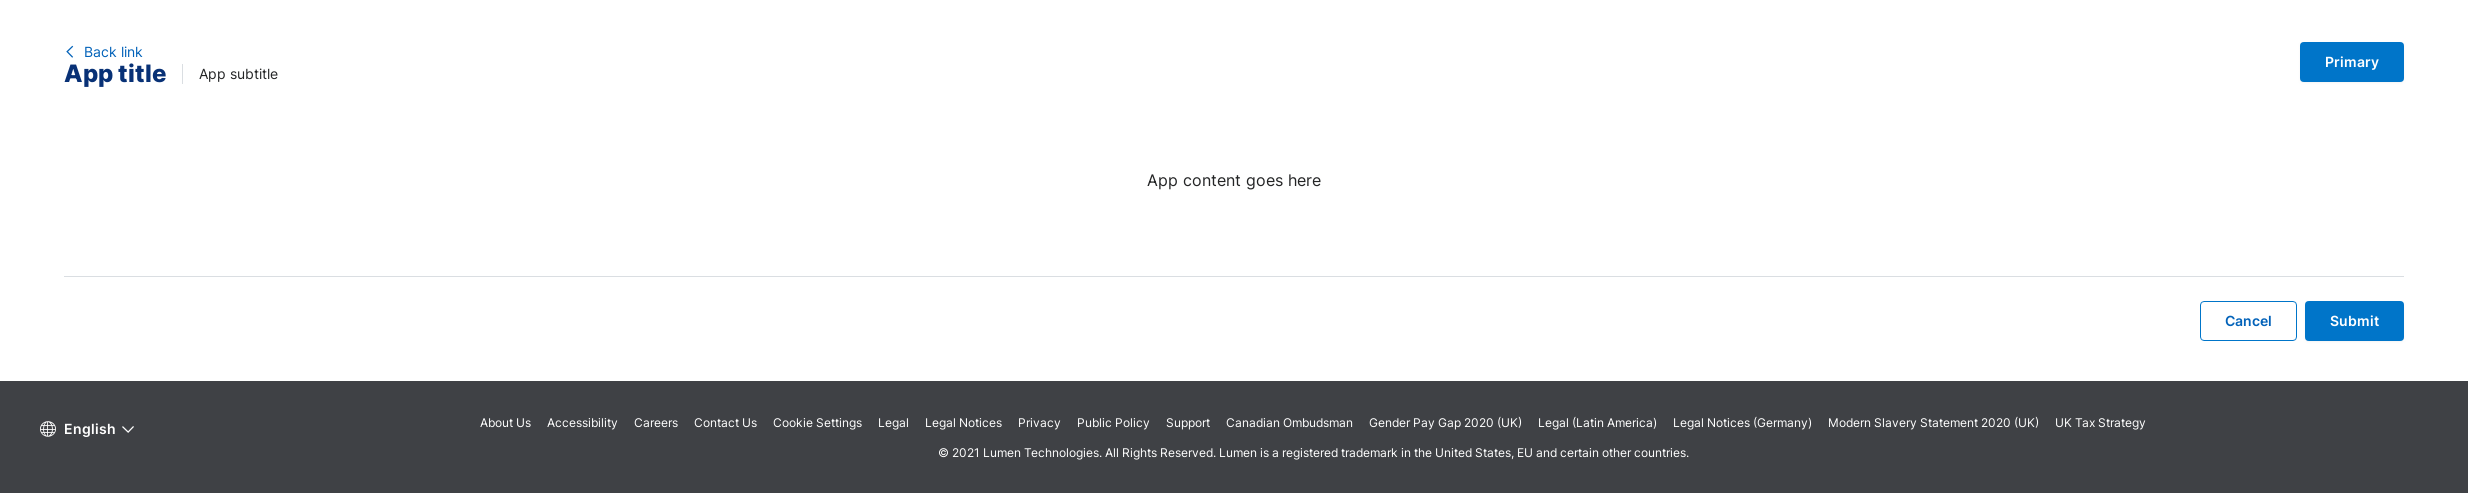 Back link
App title
App subtitle
Primary
App content goes here
Cancel
Submit
English
About Us Accessibility Careers Contact Us Cookie Settings Legal Legal Notices Privacy Public Policy Support Canadian Ombudsman Gender Pay Gap 2020 (UK) Legal (Latin America) Legal Notices (Germany) Modern Slavery Statement 2020 (UK) UK Tax Strategy
© 2021 Lumen Technologies. All Rights Reserved. Lumen is a registered trademark in the United States, EU and certain other countries.